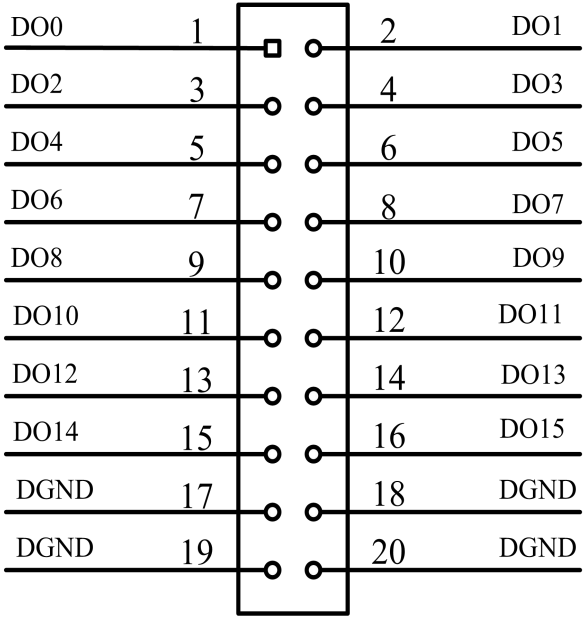 DO0 1 2 DO1
DO2 3 4 DO3
DO4 5 6 DO5
DO6 7 8 DO7
DO8 9 10 DO9
DO10 11 12 DO11
DO12 13 14 DO13
DO14 15 16 DO15
DGND 17 18 DGND
DGND 19 20 DGND